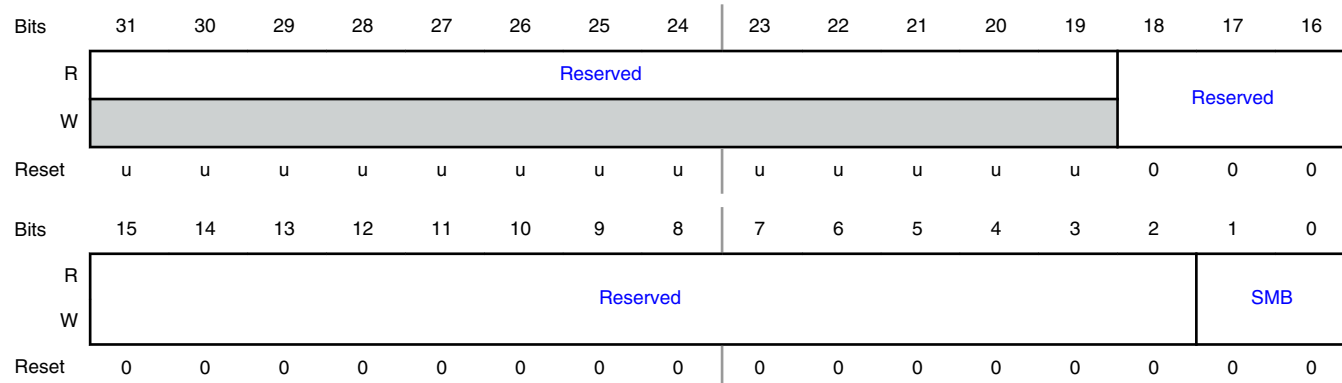 Bits 31 30 29 28 27 26 25 24 23 22 21 20 19 18 17 16
R Reserved Reserved
W
Reset u u u u u u u u u u u u u 0 0 0
Bits 15 14 13 12 11 10 9 8 7 6 5 4 3 2 1 0
R Reserved SMB
W
Reset 0 0 0 0 0 0 0 0 0 0 0 0 0 0 0 0